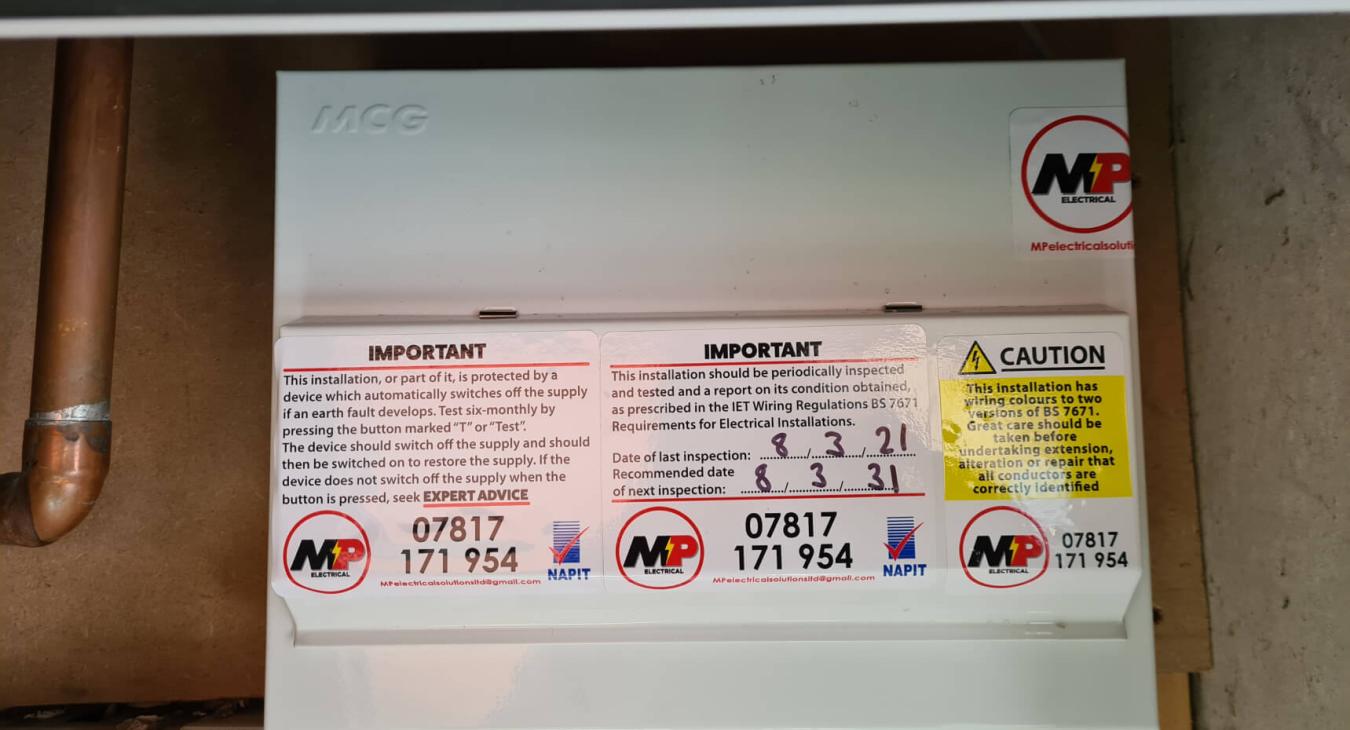 MCG
MP
ELECTRICAL
MPelectricalsoluti
IMPORTANT
This installation, or part of it, is protected by a
device which automatically switches off the supply
if an earth fault develops. Test six-monthly by
pressing the button marked "T" or "Test".
The device should switch off the supply and should
then be switched on to restore the supply. If the
device does not switch off the supply when the
button is pressed, seek EXPERT ADVICE
MP
ELECTRICAL
07817
171 954
MPelectricalsolutionsltd@gmail.com
NAPIT
IMPORTANT
This installation should be periodically inspected
and tested and a report on its condition obtained,
as prescribed in the IET Wiring Regulations BS 7671
Requirements for Electrical Installations.
Date of last inspection: 8 / 3 / 21
Recommended date
of next inspection: 8 / 3 / 31
MP
ELECTRICAL
07817
171 954
MPelectricalsolutionsltd@gmail.com
NAPIT
CAUTION
This installation has
wiring colours to two
versions of BS 7671.
Great care should be
taken before
undertaking extension,
alteration or repair that
all conductors are
correctly identified
MP
ELECTRICAL
07817
171 954